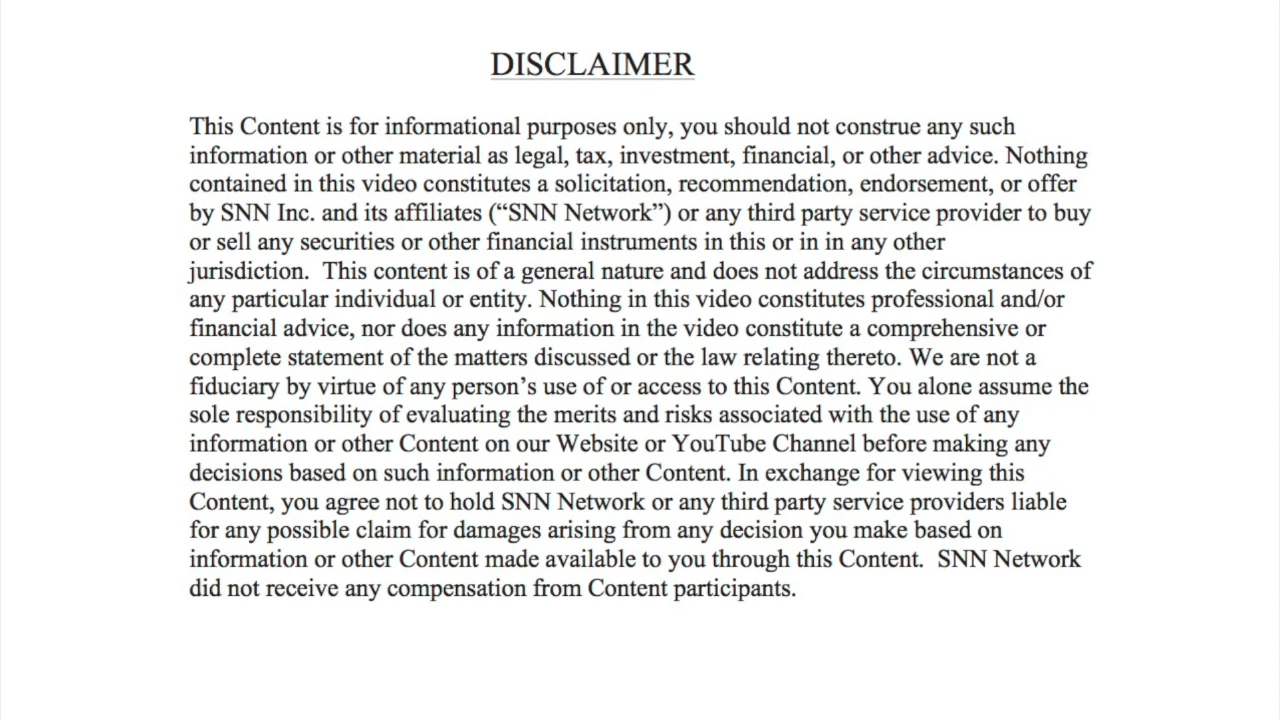 DISCLAIMER
This Content is for informational purposes only, you should not construe any such
information or other material as legal, tax, investment, financial, or other advice. Nothing
contained in this video constitutes a solicitation, recommendation, endorsement, or offer
by SNN Inc. and its affiliates (“SNN Network”) or any third party service provider to buy
or sell any securities or other financial instruments in this or in in any other
jurisdiction.  This content is of a general nature and does not address the circumstances of
any particular individual or entity. Nothing in this video constitutes professional and/or
financial advice, nor does any information in the video constitute a comprehensive or
complete statement of the matters discussed or the law relating thereto. We are not a
fiduciary by virtue of any person’s use of or access to this Content. You alone assume the
sole responsibility of evaluating the merits and risks associated with the use of any
information or other Content on our Website or YouTube Channel before making any
decisions based on such information or other Content. In exchange for viewing this
Content, you agree not to hold SNN Network or any third party service providers liable
for any possible claim for damages arising from any decision you make based on
information or other Content made available to you through this Content.  SNN Network
did not receive any compensation from Content participants.